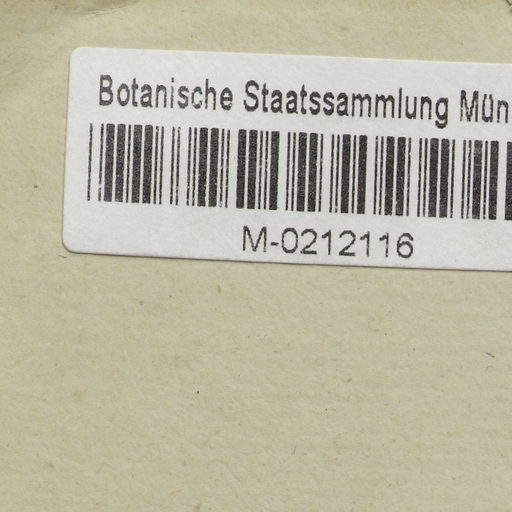 Botanische Staatssammlung Mün
M-0212116